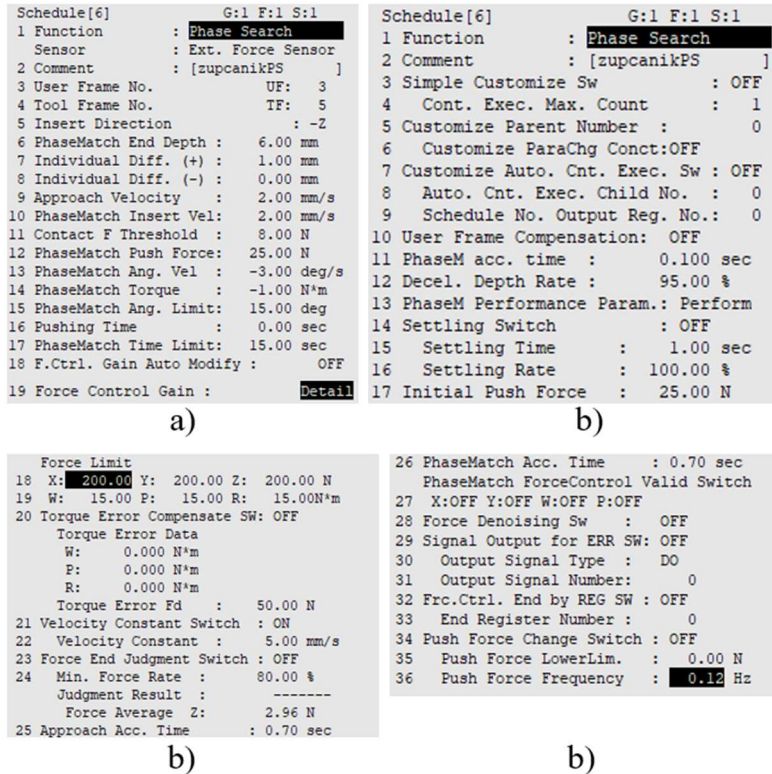 Schedule[6] G:1 F:1 S:1
1 Function : Phase Search
Sensor : Ext. Force Sensor
2 Comment : [zupcanikPS ]
3 User Frame No. UF: 3
4 Tool Frame No. TF: 5
5 Insert Direction : -Z
6 PhaseMatch End Depth : 6.00 mm
7 Individual Diff. (+) : 1.00 mm
8 Individual Diff. (-) : 0.00 mm
9 Approach Velocity : 2.00 mm/s
10 PhaseMatch Insert Vel: 2.00 mm/s
11 Contact F Threshold : 8.00 N
12 PhaseMatch Push Force: 25.00 N
13 PhaseMatch Ang. Vel : -3.00 deg/s
14 PhaseMatch Torque : -1.00 N*m
15 PhaseMatch Ang. Limit: 15.00 deg
16 Pushing Time : 0.00 sec
17 PhaseMatch Time Limit: 15.00 sec
18 F.Ctrl. Gain Auto Modify : OFF
19 Force Control Gain : Detail
a)
Schedule[6] G:1 F:1 S:1
1 Function : Phase Search
2 Comment : [zupcanikPS ]
3 Simple Customize Sw : OFF
4 Cont. Exec. Max. Count : 1
5 Customize Parent Number : 0
6 Customize ParaChg Conct:OFF
7 Customize Auto. Cnt. Exec. Sw : OFF
8 Auto. Cnt. Exec. Child No. : 0
9 Schedule No. Output Reg. No.: 0
10 User Frame Compensation: OFF
11 PhaseM acc. time : 0.100 sec
12 Decel. Depth Rate : 95.00 %
13 PhaseM Performance Param.: Perform
14 Settling Switch : OFF
15 Settling Time : 1.00 sec
16 Settling Rate : 100.00 %
17 Initial Push Force : 25.00 N
b)
Force Limit
18 X: 200.00 Y: 200.00 Z: 200.00 N
19 W: 15.00 P: 15.00 R: 15.00N*m
20 Torque Error Compensate SW: OFF
Torque Error Data
W: 0.000 N*m
P: 0.000 N*m
R: 0.000 N*m
Torque Error Fd : 50.00 N
21 Velocity Constant Switch : ON
22 Velocity Constant : 5.00 mm/s
23 Force End Judgment Switch : OFF
24 Min. Force Rate : 80.00 %
Judgment Result : -------
Force Average Z: 2.96 N
25 Approach Acc. Time : 0.70 sec
b)
26 PhaseMatch Acc. Time : 0.70 sec
PhaseMatch ForceControl Valid Switch
27 X:OFF Y:OFF W:OFF P:OFF
28 Force Denoising Sw : OFF
29 Signal Output for ERR SW: OFF
30 Output Signal Type : DO
31 Output Signal Number: 0
32 Frc.Ctrl. End by REG SW : OFF
33 End Register Number : 0
34 Push Force Change Switch : OFF
35 Push Force LowerLim. : 0.00 N
36 Push Force Frequency : 0.12 Hz
b)